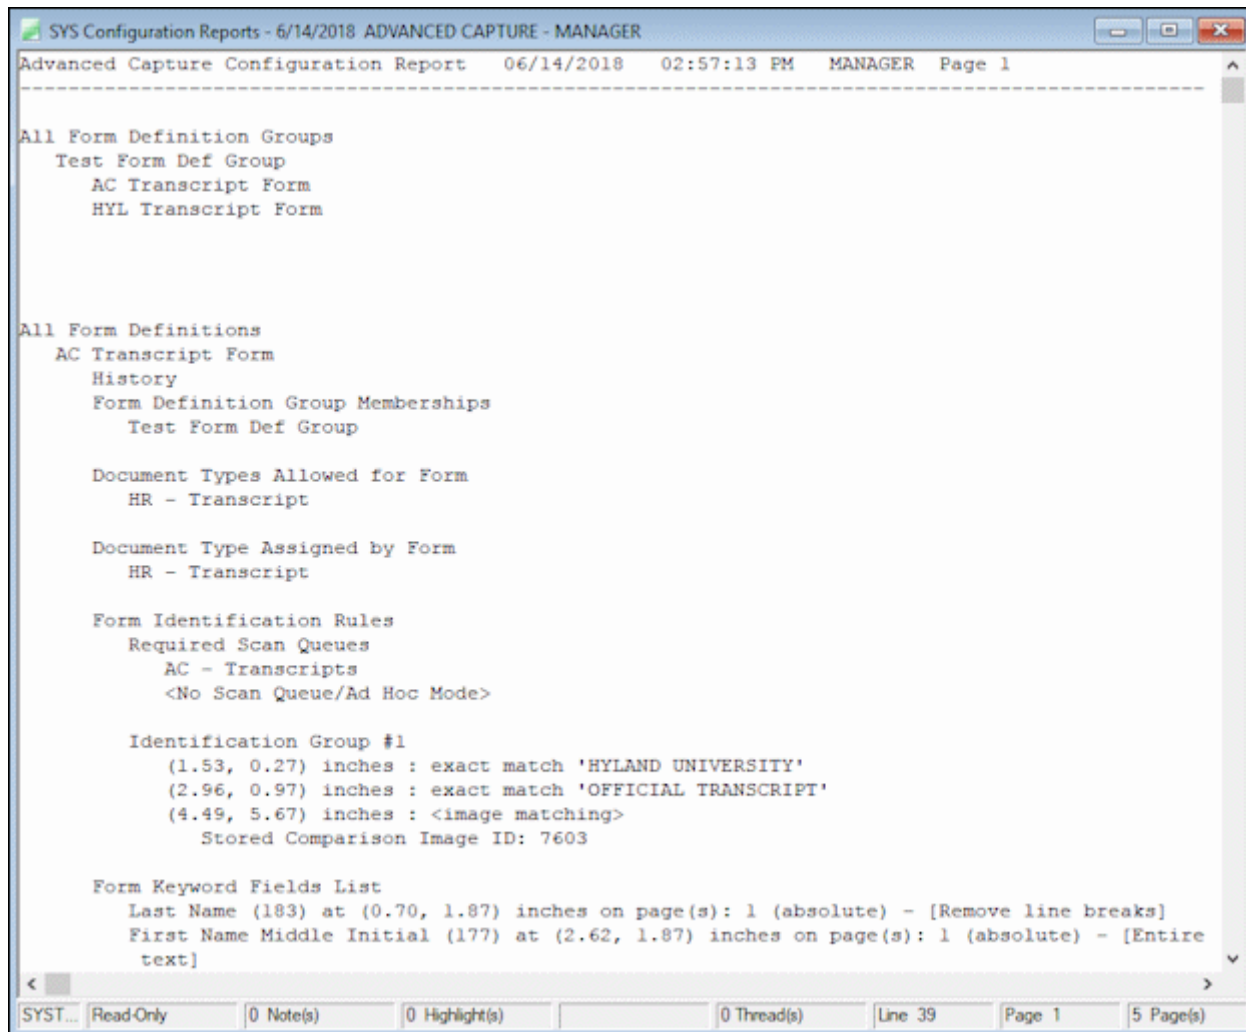 SYS Configuration Reports - 6/14/2018 ADVANCED CAPTURE - MANAGER
Advanced Capture Configuration Report 06/14/2018 02:57:13 PM MANAGER Page 1
All Form Definition Groups
Test Form Def Group
AC Transcript Form
HYL Transcript Form
All Form Definitions
AC Transcript Form
History
Form Definition Group Memberships
Test Form Def Group
Document Types Allowed for Form
HR - Transcript
Document Type Assigned by Form
HR - Transcript
Form Identification Rules
Required Scan Queues
AC - Transcripts
<No Scan Queue/Ad Hoc Mode>
Identification Group #1
(1.53, 0.27) inches : exact match 'HYLAND UNIVERSITY'
(2.96, 0.97) inches : exact match 'OFFICIAL TRANSCRIPT'
(4.49, 5.67) inches : <image matching>
Stored Comparison Image ID: 7603
Form Keyword Fields List
Last Name (183) at (0.70, 1.87) inches on page(s): 1 (absolute) - [Remove line breaks]
First Name Middle Initial (177) at (2.62, 1.87) inches on page(s): 1 (absolute) - [Entire
text]
SYST... Read-Only 0 Note(s) 0 Highlight(s) 0 Thread(s) Line 39 Page 1 5 Page(s)